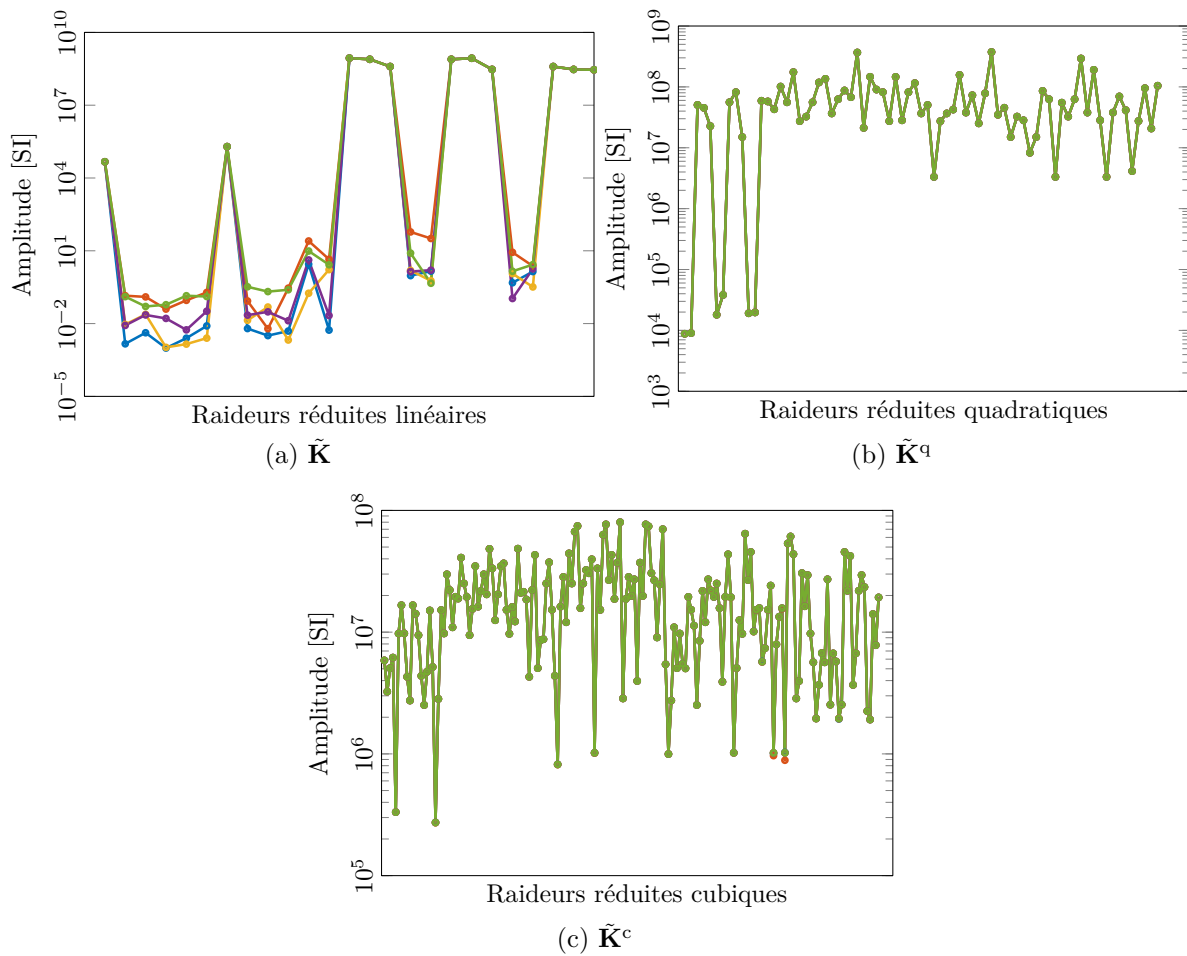 10^10
10^7
10^4
10^1
10^−2
10^−5
Amplitude [SI]
Raideurs réduites linéaires
(a) K̃
10^9
10^8
10^7
10^6
10^5
10^4
10^3
Amplitude [SI]
Raideurs réduites quadratiques
(b) K̃^q
10^8
10^7
10^6
10^5
Amplitude [SI]
Raideurs réduites cubiques
(c) K̃^c